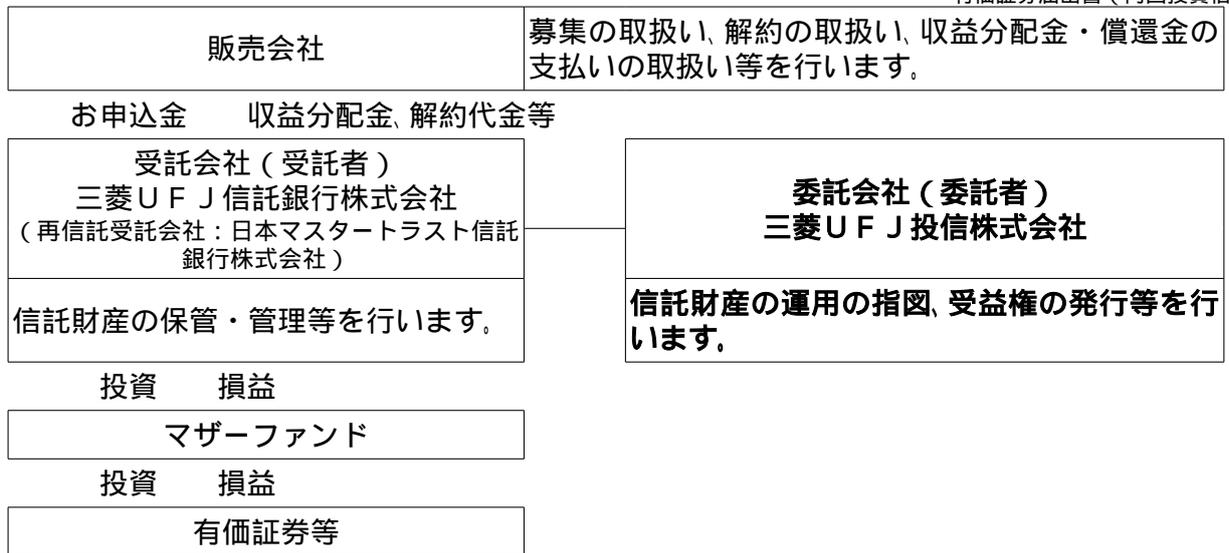 販売会社
募集の取扱い、解約の取扱い、収益分配金・償還金の
支払いの取扱い等を行います。
お申込金　　収益分配金、解約代金等
受託会社（受託者）
三菱ＵＦＪ信託銀行株式会社
（再信託受託会社：日本マスタートラスト信託
銀行株式会社）
委託会社（委託者）
三菱ＵＦＪ投信株式会社
信託財産の保管・管理等を行います。
信託財産の運用の指図、受益権の発行等を行
います。
投資　　損益
マザーファンド
投資　　損益
有価証券等